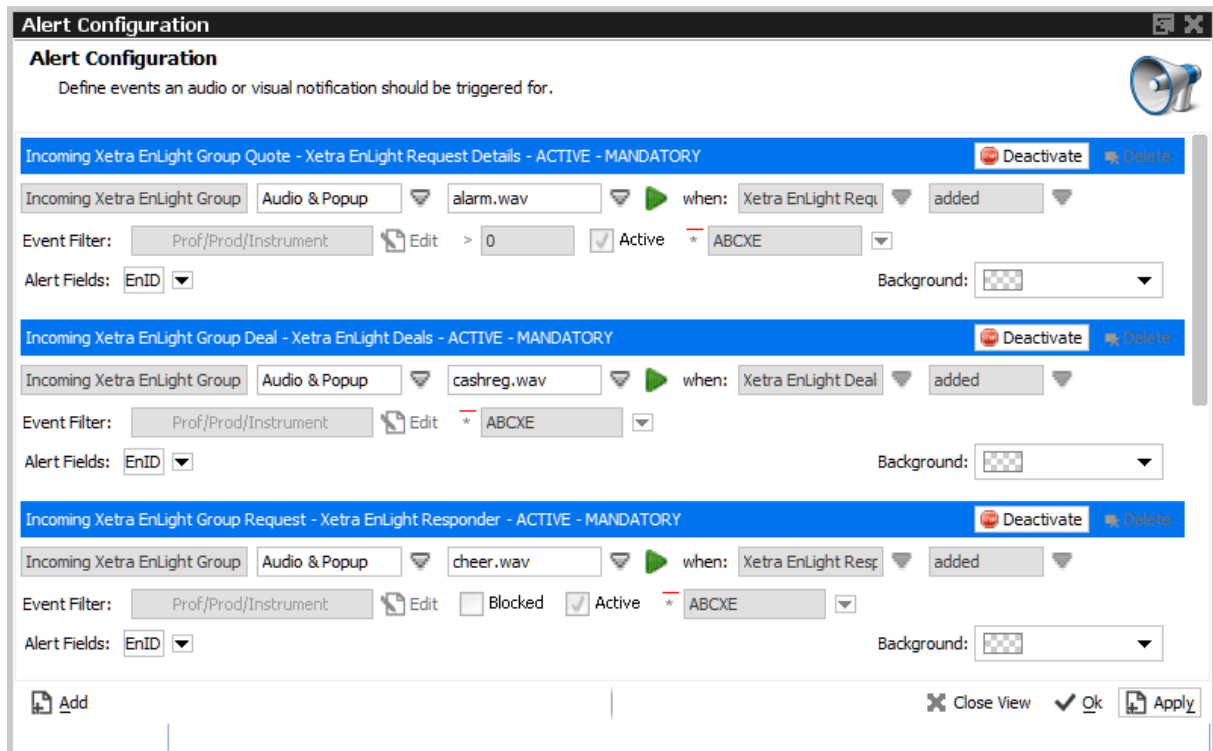 Alert Configuration
Alert Configuration
Define events an audio or visual notification should be triggered for.
Incoming Xetra EnLight Group Quote - Xetra EnLight Request Details - ACTIVE - MANDATORY Deactivate Delete
Incoming Xetra EnLight Group Audio & Popup alarm.wav when: Xetra EnLight Requ added
Event Filter: Prof/Prod/Instrument Edit > 0 Active * ABCXE
Alert Fields: EnID Background:
Incoming Xetra EnLight Group Deal - Xetra EnLight Deals - ACTIVE - MANDATORY Deactivate Delete
Incoming Xetra EnLight Group Audio & Popup cashreg.wav when: Xetra EnLight Deal added
Event Filter: Prof/Prod/Instrument Edit * ABCXE
Alert Fields: EnID Background:
Incoming Xetra EnLight Group Request - Xetra EnLight Responder - ACTIVE - MANDATORY Deactivate Delete
Incoming Xetra EnLight Group Audio & Popup cheer.wav when: Xetra EnLight Resp added
Event Filter: Prof/Prod/Instrument Edit Blocked Active * ABCXE
Alert Fields: EnID Background:
Add Close View Ok Apply